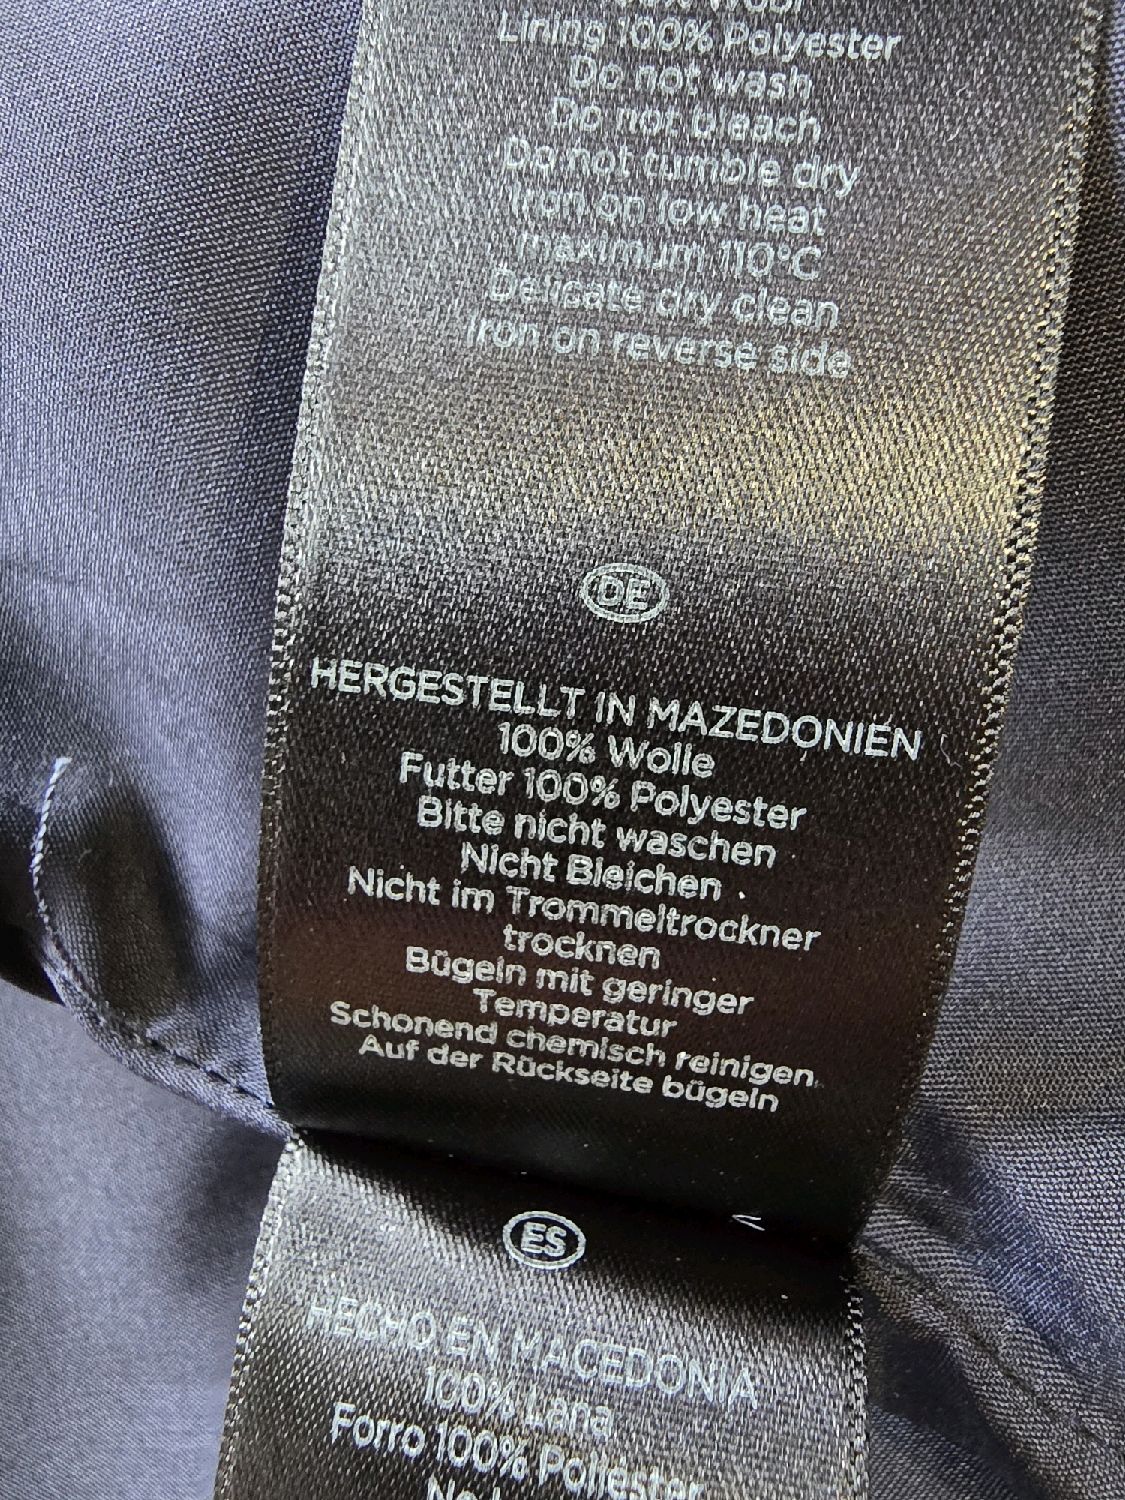 Lining 100% Polyester
Do not wash
Do not bleach
Do not tumble dry
Iron on low heat
maximum 110°C
Delicate dry clean
Iron on reverse side
DE
HERGESTELLT IN MAZEDONIEN
100% Wolle
Futter 100% Polyester
Bitte nicht waschen
Nicht Bleichen
Nicht im Trommeltrockner
trocknen
Bügeln mit geringer
Temperatur
Schonend chemisch reinigen
Auf der Rückseite bügeln
ES
HECHO EN MACEDONIA
100% Lana
Forro 100% Poliester